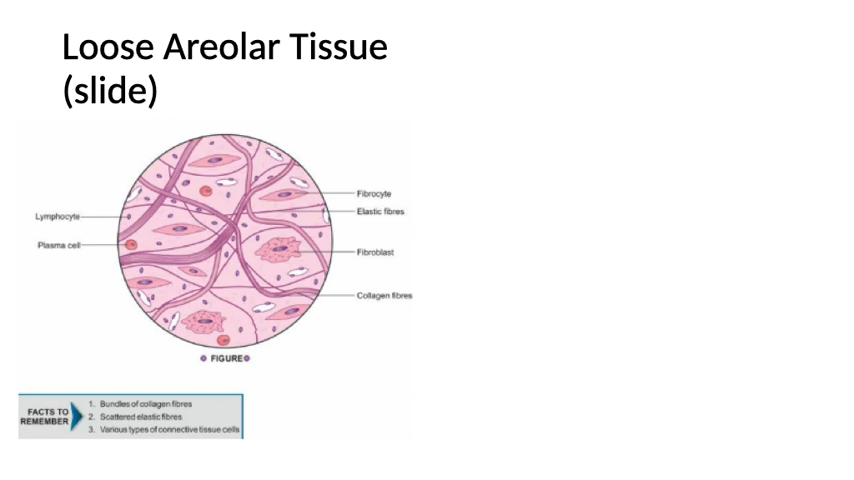 Loose Areolar Tissue
(slide)
Fibrocyte
Lymphocyte
Elastic fibres
Plasma cell
Fibroblast
Collagen fibres
FIGURE
FACTS TO
REMEMBER
1. Bundles of collagen fibres
2. Scattered elastic fibres
3. Various types of connective tissue cells